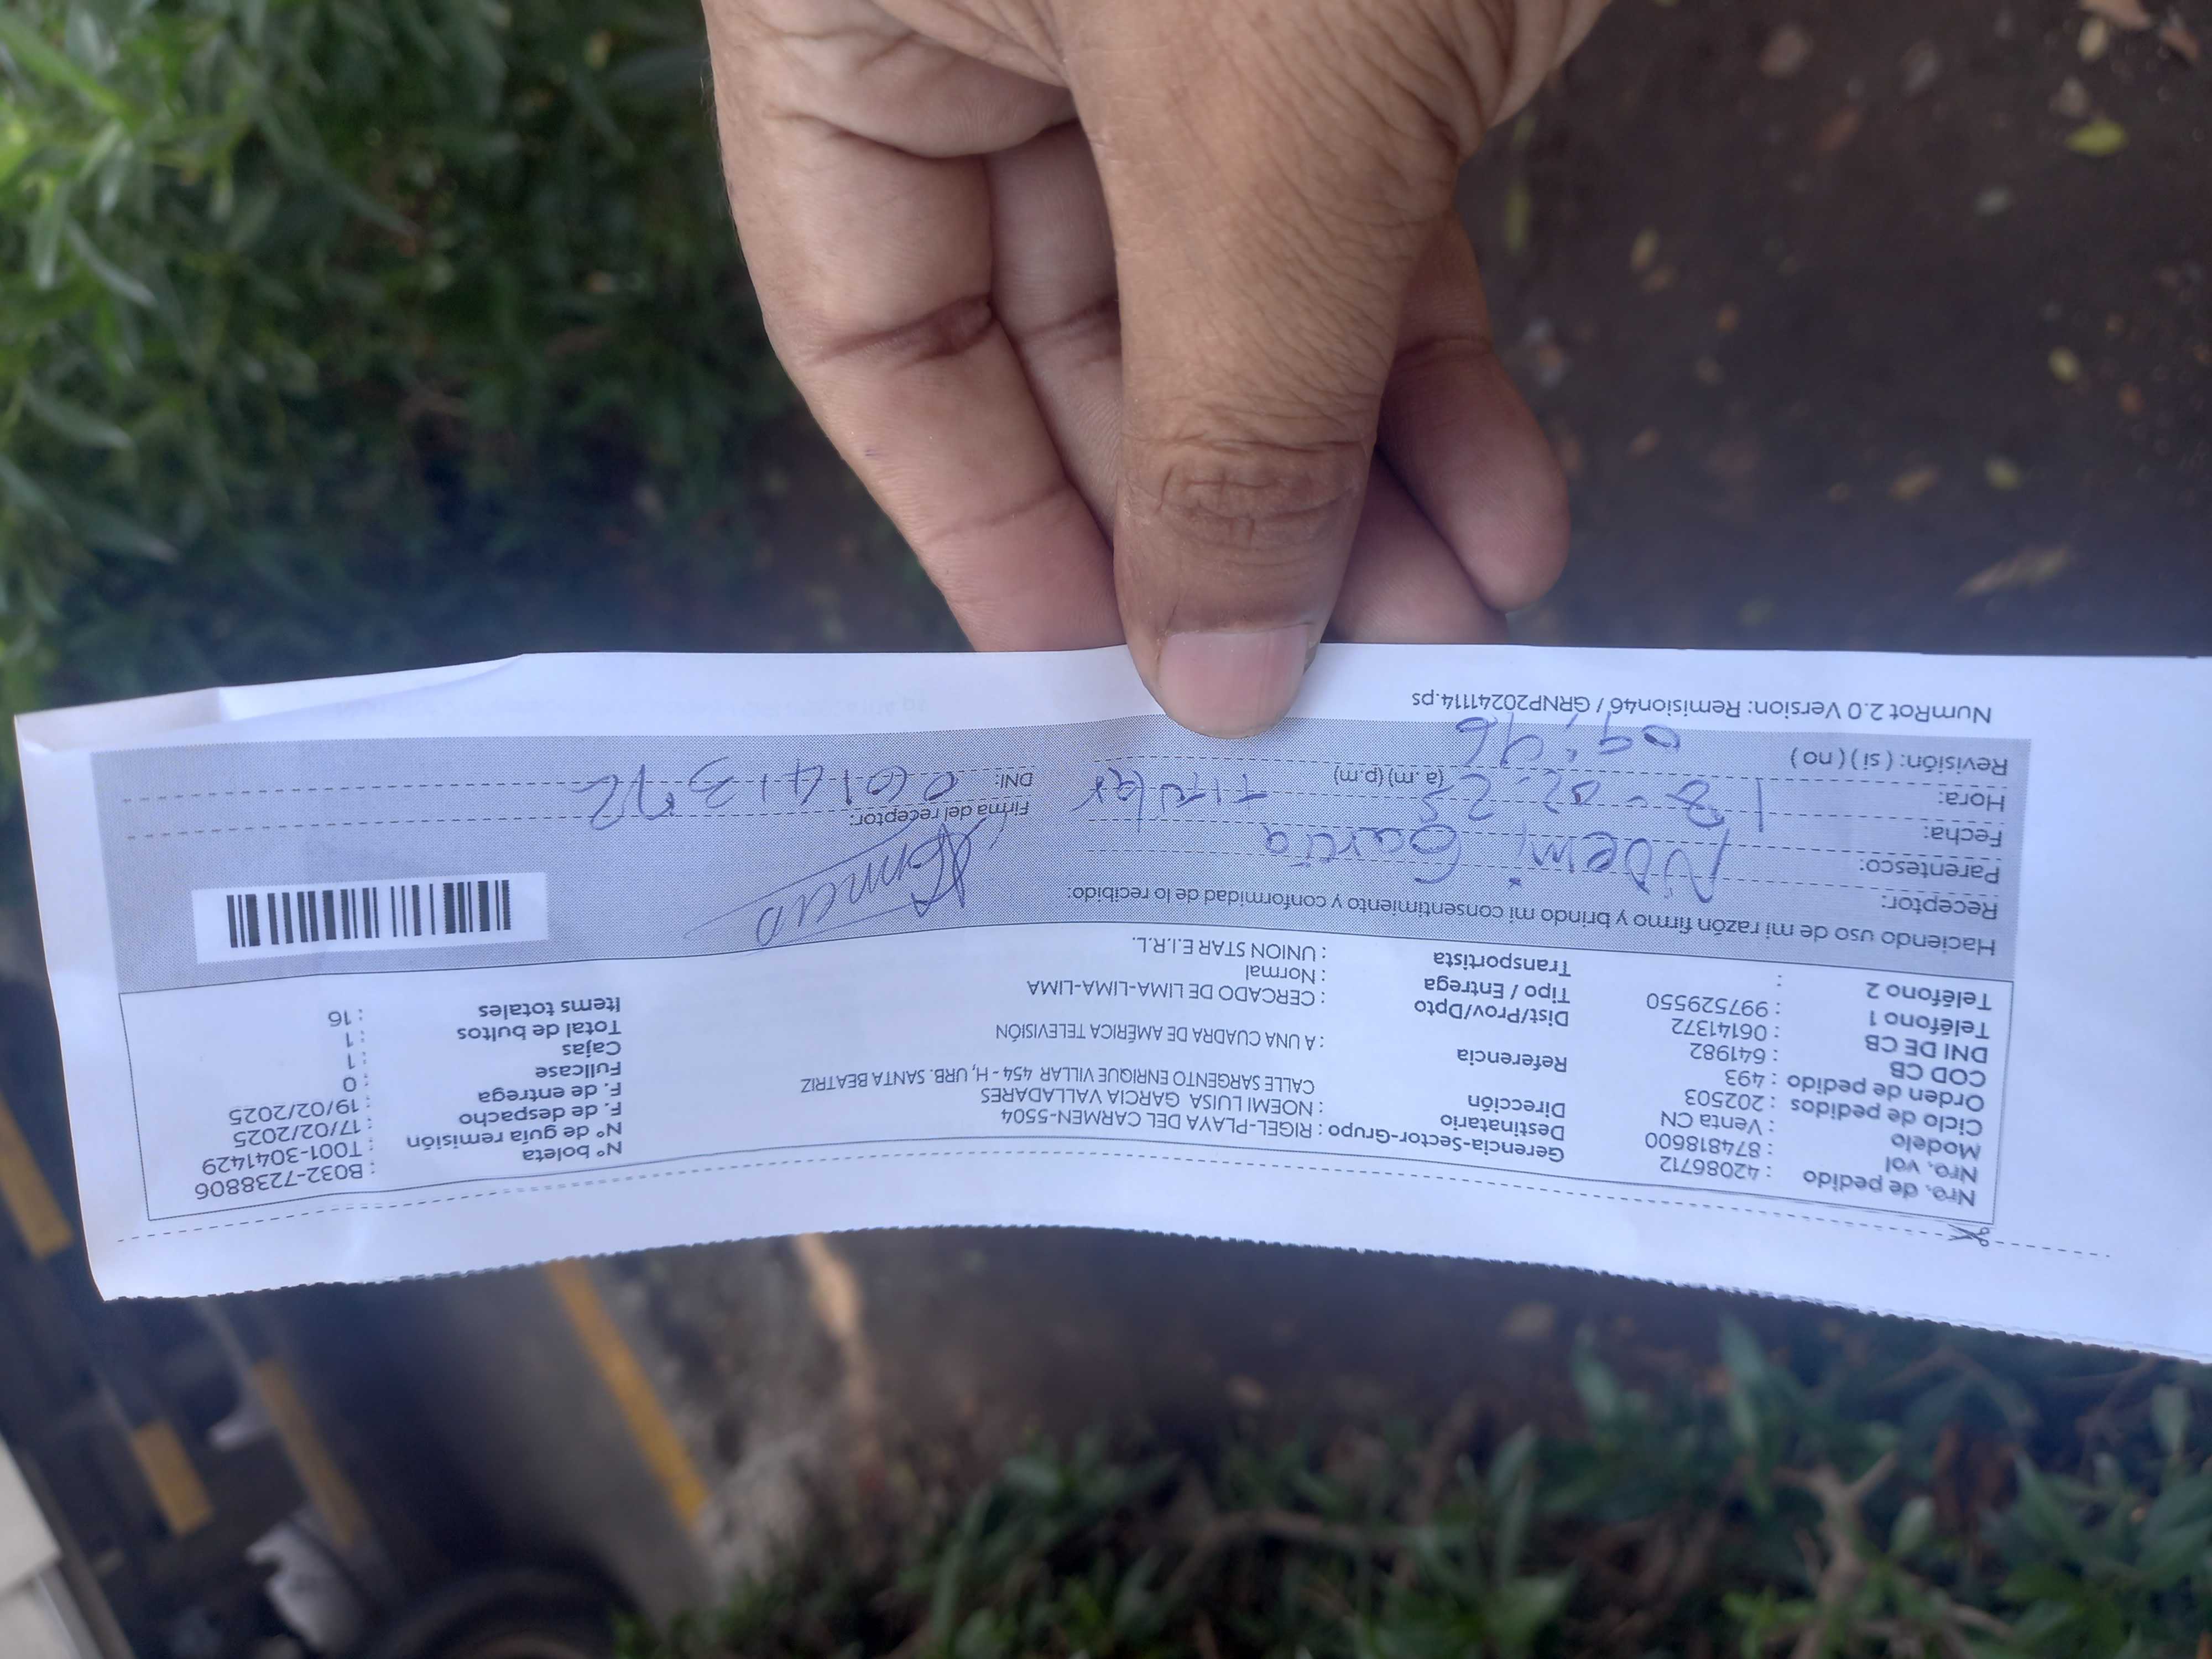 Nro. de pedido : 42086712
Nro. vol : 874818600
Modelo : Venta CN
Ciclo de pedidos : 202503
Orden de pedido : 493
COD CB : 641982
DNI DE CB : 06141372
Teléfono 1 : 997529550
Teléfono 2 :
Gerencia-Sector-Grupo : RIGEL-PLAYA DEL CARMEN-5504
Destinatario : NOEMI LUISA GARCIA VALLADARES
Dirección CALLE SARGENTO ENRIQUE VILLAR 454 - H, URB. SANTA BEATRIZ
Referencia : A UNA CUADRA DE AMÉRICA TELEVISIÓN
Dist/Prov/Dpto : CERCADO DE LIMA-LIMA-LIMA
Tipo / Entrega : Normal
Transportista : UNION STAR E.I.R.L.
N° boleta : B032-7238806
N° de guía remisión : T001-3041429
F. de despacho : 17/02/2025
F. de entrega : 19/02/2025
Fullcase : 0
Cajas : 1
Total de bultos : 1
Items totales : 16
Haciendo uso de mi razón firmo y brindo mi consentimiento y conformidad de lo recibido:
Receptor: Noemi Garcia
Parentesco: Titular
Fecha: 18-02-25
Hora: 09:46 (a.m) (p.m)
Revisión: ( si ) ( no )
Firma del receptor:
DNI: 06141372
NumRot 2.0 Version: Remision46 / GRNP20241114.ps